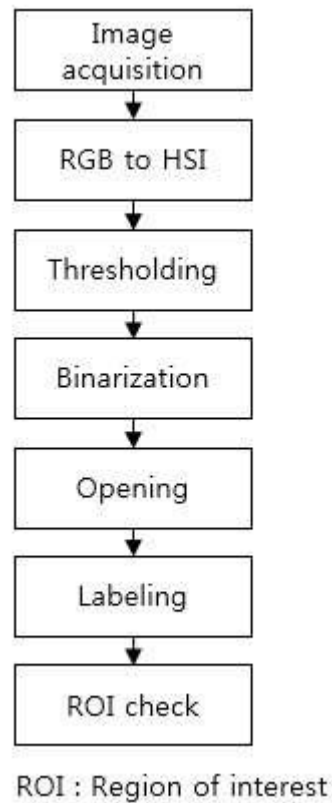 Image
acquisition
RGB to HSI
Thresholding
Binarization
Opening
Labeling
ROI check
ROI : Region of interest